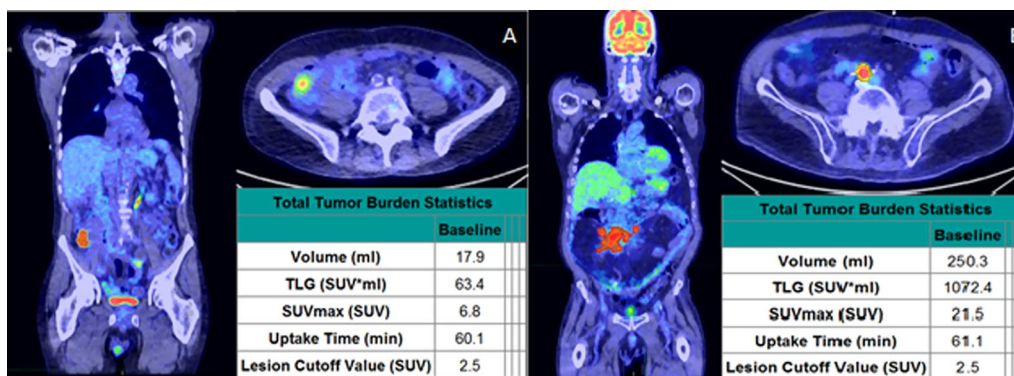 A
Total Tumor Burden Statistics
Baseline
Volume (ml) 17.9
TLG (SUV*ml) 63.4
SUVmax (SUV) 6.8
Uptake Time (min) 60.1
Lesion Cutoff Value (SUV) 2.5
Total Tumor Burden Statistics
Baseline
Volume (ml) 250.3
TLG (SUV*ml) 1072.4
SUVmax (SUV) 21.5
Uptake Time (min) 61.1
Lesion Cutoff Value (SUV) 2.5